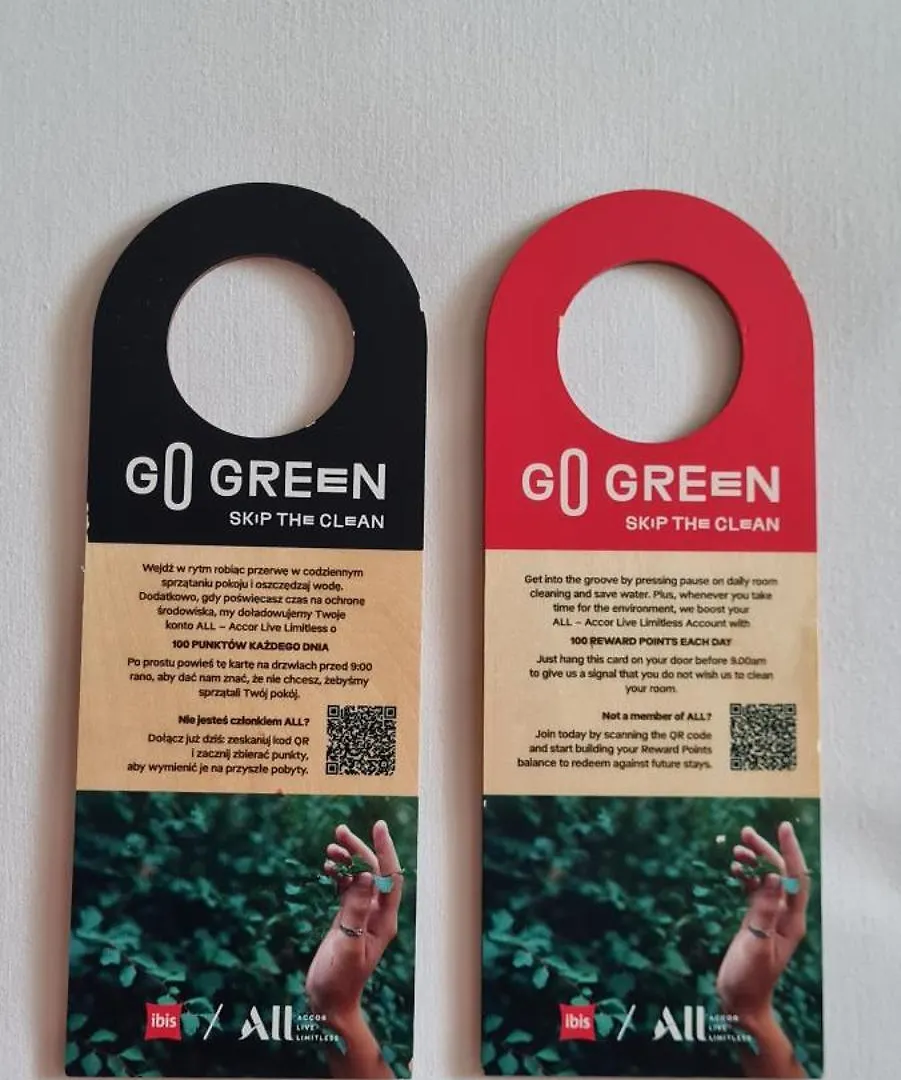 GO GREEN
SKIP THE CLEAN
Wejdź w rytm robiąc przerwę w codziennym
sprzątaniu pokoju i oszczędzaj wodę.
Dodatkowo, gdy poświęcasz czas na ochronę
środowiska, my doładowujemy Twoje
konto ALL – Accor Live Limitless o
100 PUNKTÓW KAŻDEGO DNIA
Po prostu powieś tę kartę na drzwiach przed 9:00
rano, aby dać nam znać, że nie chcesz, żebyśmy
sprzątali Twój pokój.
Nie jesteś członkiem ALL?
Dołącz już dziś: zeskanuj kod QR
i zacznij zbierać punkty,
aby wymienić je na przyszłe pobyty.
ibis / ALL ACCOR
LIVE
LIMITLESS
GO GREEN
SKIP THE CLEAN
Get into the groove by pressing pause on daily room
cleaning and save water. Plus, whenever you take
time for the environment, we boost your
ALL – Accor Live Limitless Account with
100 REWARD POINTS EACH DAY
Just hang this card on your door before 9.00am
to give us a signal that you do not wish us to clean
your room.
Not a member of ALL?
Join today by scanning the QR code
and start building your Reward Points
balance to redeem against future stays.
ibis / ALL ACCOR
LIVE
LIMITLESS